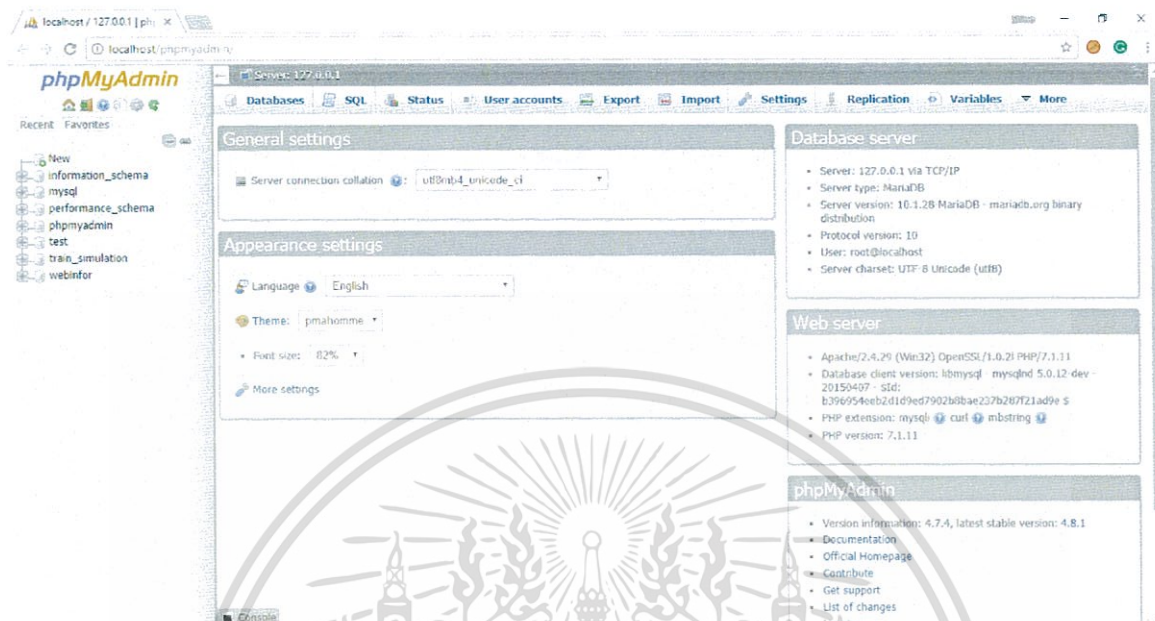 localhost / 127.0.0.1 | ph
localhost/phpmyadmin/
phpMyAdmin
Recent Favorites
New
information_schema
mysql
performance_schema
phpmyadmin
test
train_simulation
webinfor
Server: 127.0.0.1
Databases SQL Status User accounts Export Import Settings Replication Variables More
General settings
Server connection collation : utf8mb4_unicode_ci
Appearance settings
Language English
Theme: pmahomme
Font size: 82%
More settings
Database server
Server: 127.0.0.1 via TCP/IP
Server type: MariaDB
Server version: 10.1.28-MariaDB - mariadb.org binary
distribution
Protocol version: 10
User: root@localhost
Server charset: UTF-8 Unicode (utf8)
Web server
Apache/2.4.29 (Win32) OpenSSL/1.0.2l PHP/7.1.11
Database client version: libmysql - mysqlnd 5.0.12-dev -
20150407 - $Id:
b396954eeb2d1d9ed7902b8bae237b287f21ad9e $
PHP extension: mysqli curl mbstring
PHP version: 7.1.11
phpMyAdmin
Version information: 4.7.4, latest stable version: 4.8.1
Documentation
Official Homepage
Contribute
Get support
List of changes
Console